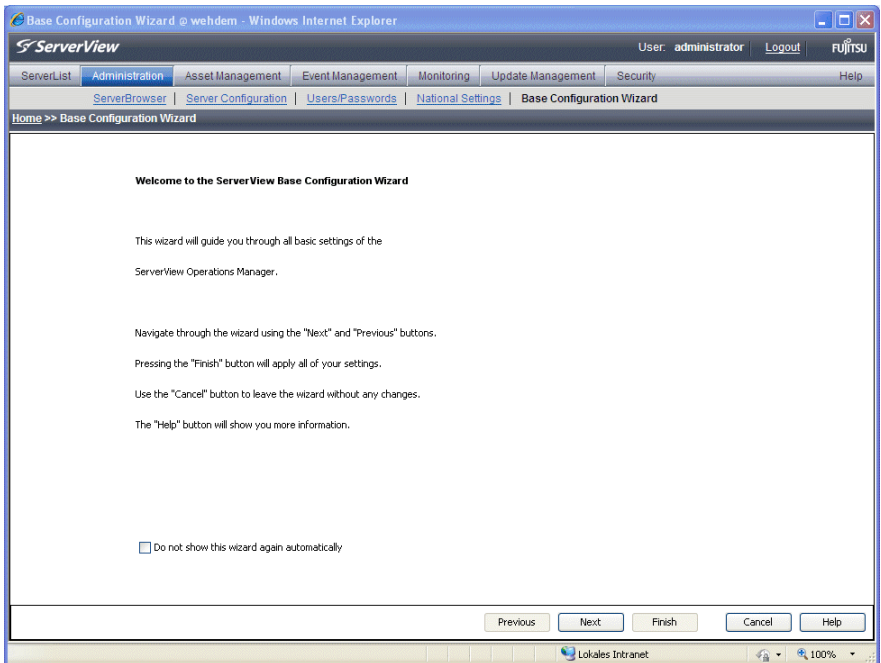 Base Configuration Wizard @ wehdem - Windows Internet Explorer
ServerView User: administrator Logout FUJITSU
ServerList Administration Asset Management Event Management Monitoring Update Management Security Help
ServerBrowser | Server Configuration | Users/Passwords | National Settings | Base Configuration Wizard
Home >> Base Configuration Wizard
Welcome to the ServerView Base Configuration Wizard
This wizard will guide you through all basic settings of the
ServerView Operations Manager.
Navigate through the wizard using the "Next" and "Previous" buttons.
Pressing the "Finish" button will apply all of your settings.
Use the "Cancel" button to leave the wizard without any changes.
The "Help" button will show you more information.
Do not show this wizard again automatically
Previous Next Finish Cancel Help
Lokales Intranet 100%